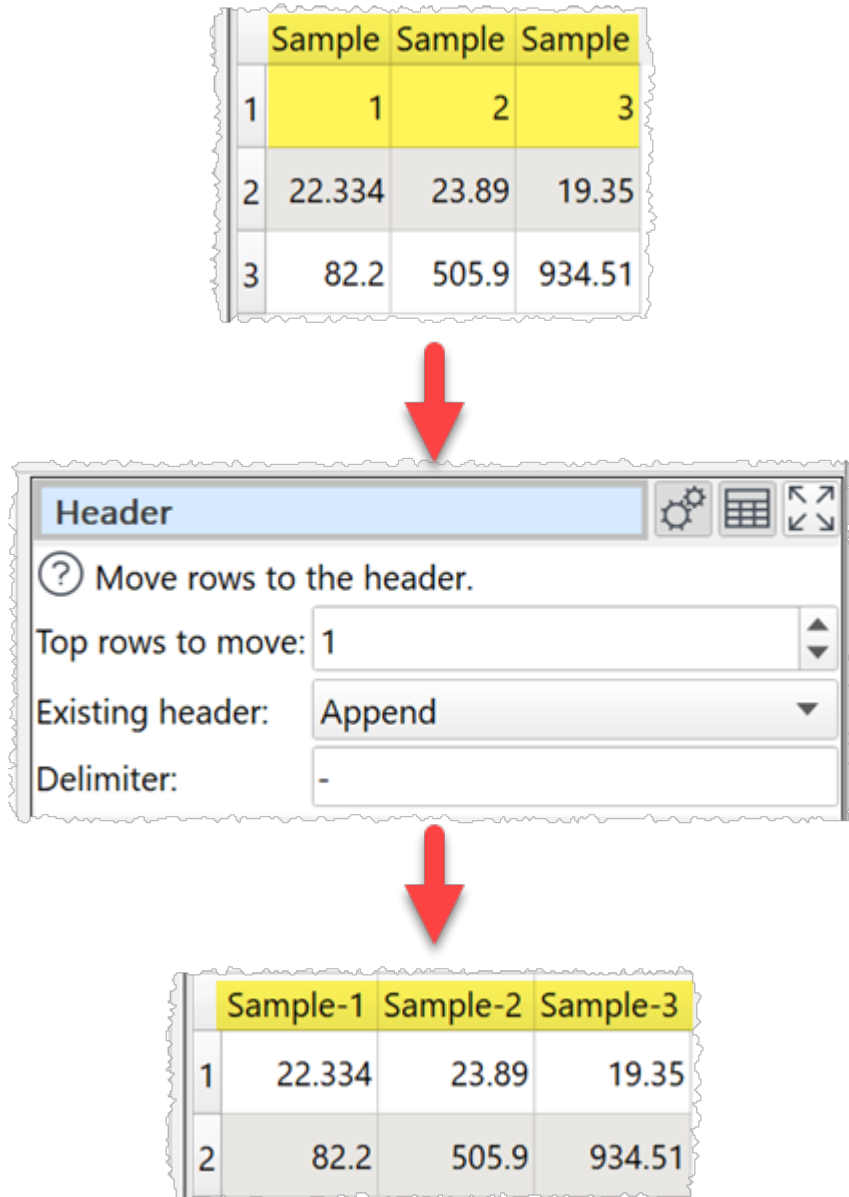 Sample Sample Sample
1 1 2 3
2 22.334 23.89 19.35
3 82.2 505.9 934.51
Header
? Move rows to the header.
Top rows to move: 1
Existing header: Append
Delimiter: -
Sample-1 Sample-2 Sample-3
1 22.334 23.89 19.35
2 82.2 505.9 934.51